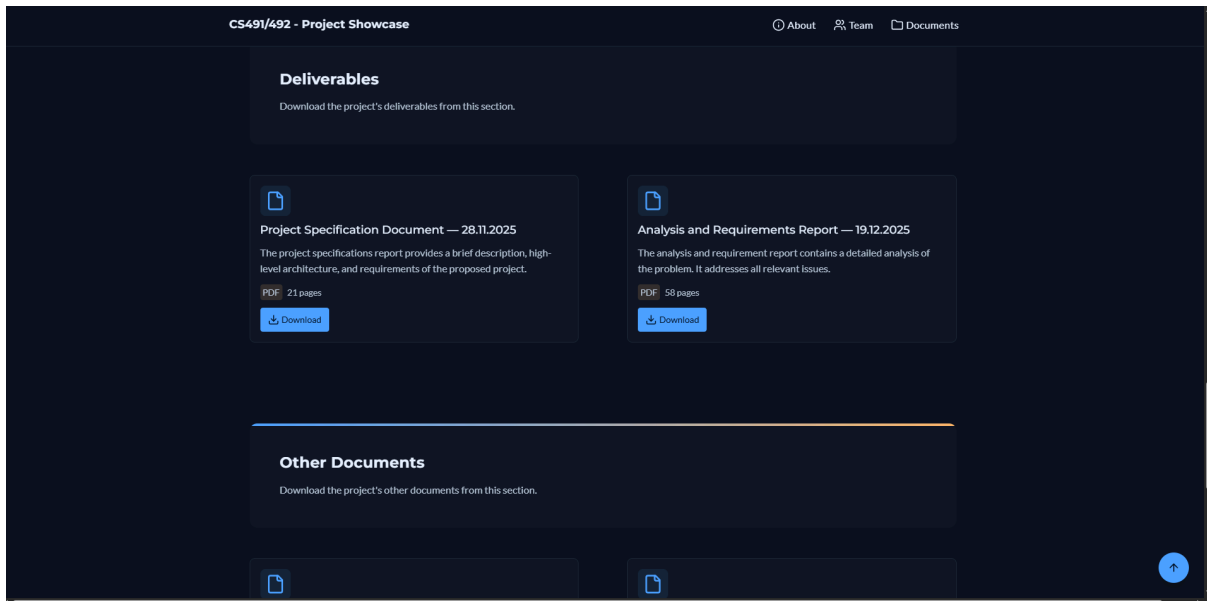 CS491/492 - Project Showcase
About
Team
Documents
Deliverables
Download the project's deliverables from this section.
Project Specification Document — 28.11.2025
The project specifications report provides a brief description, high-
level architecture, and requirements of the proposed project.
PDF 21 pages
Download
Analysis and Requirements Report — 19.12.2025
The analysis and requirement report contains a detailed analysis of
the problem. It addresses all relevant issues.
PDF 58 pages
Download
Other Documents
Download the project's other documents from this section.